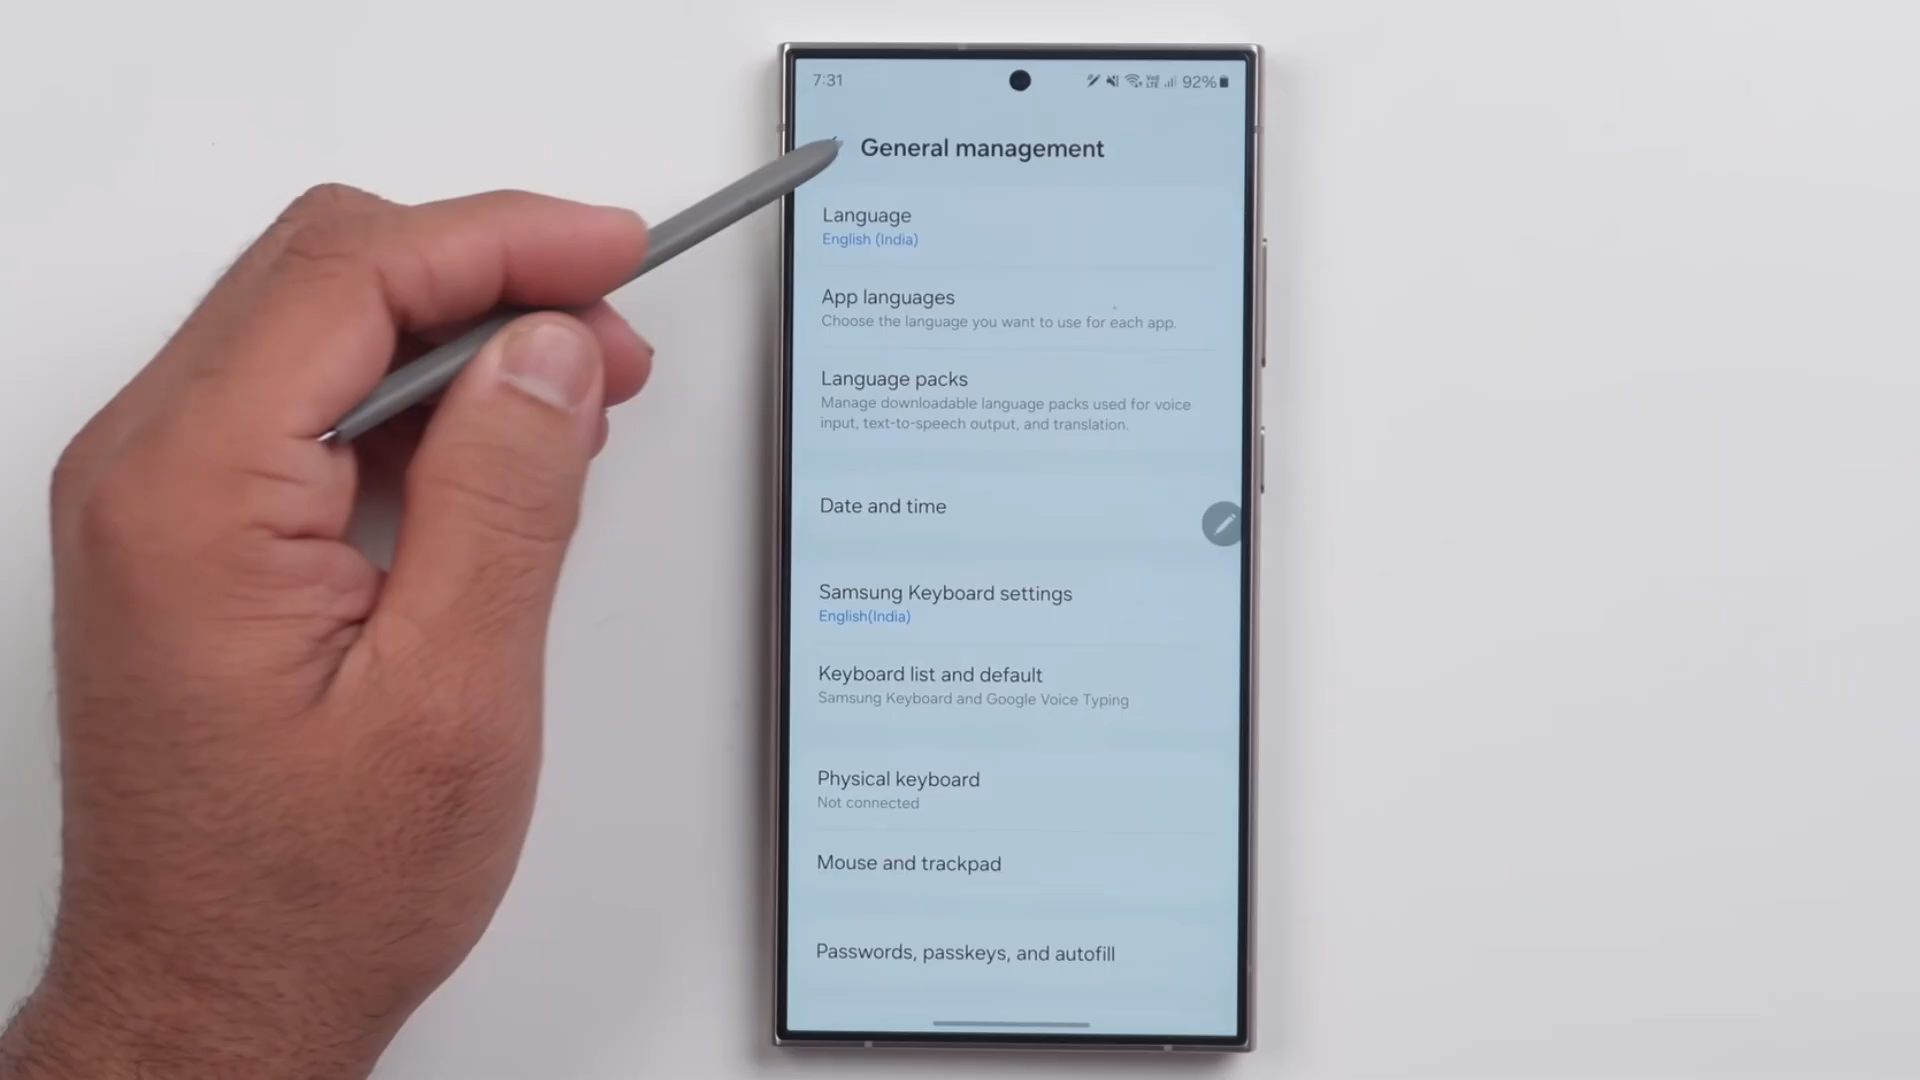 7:31
92%
General management
Language
English (India)
App languages
Choose the language you want to use for each app.
Language packs
Manage downloadable language packs used for voice
input, text-to-speech output, and translation.
Date and time
Samsung Keyboard settings
English(India)
Keyboard list and default
Samsung Keyboard and Google Voice Typing
Physical keyboard
Not connected
Mouse and trackpad
Passwords, passkeys, and autofill